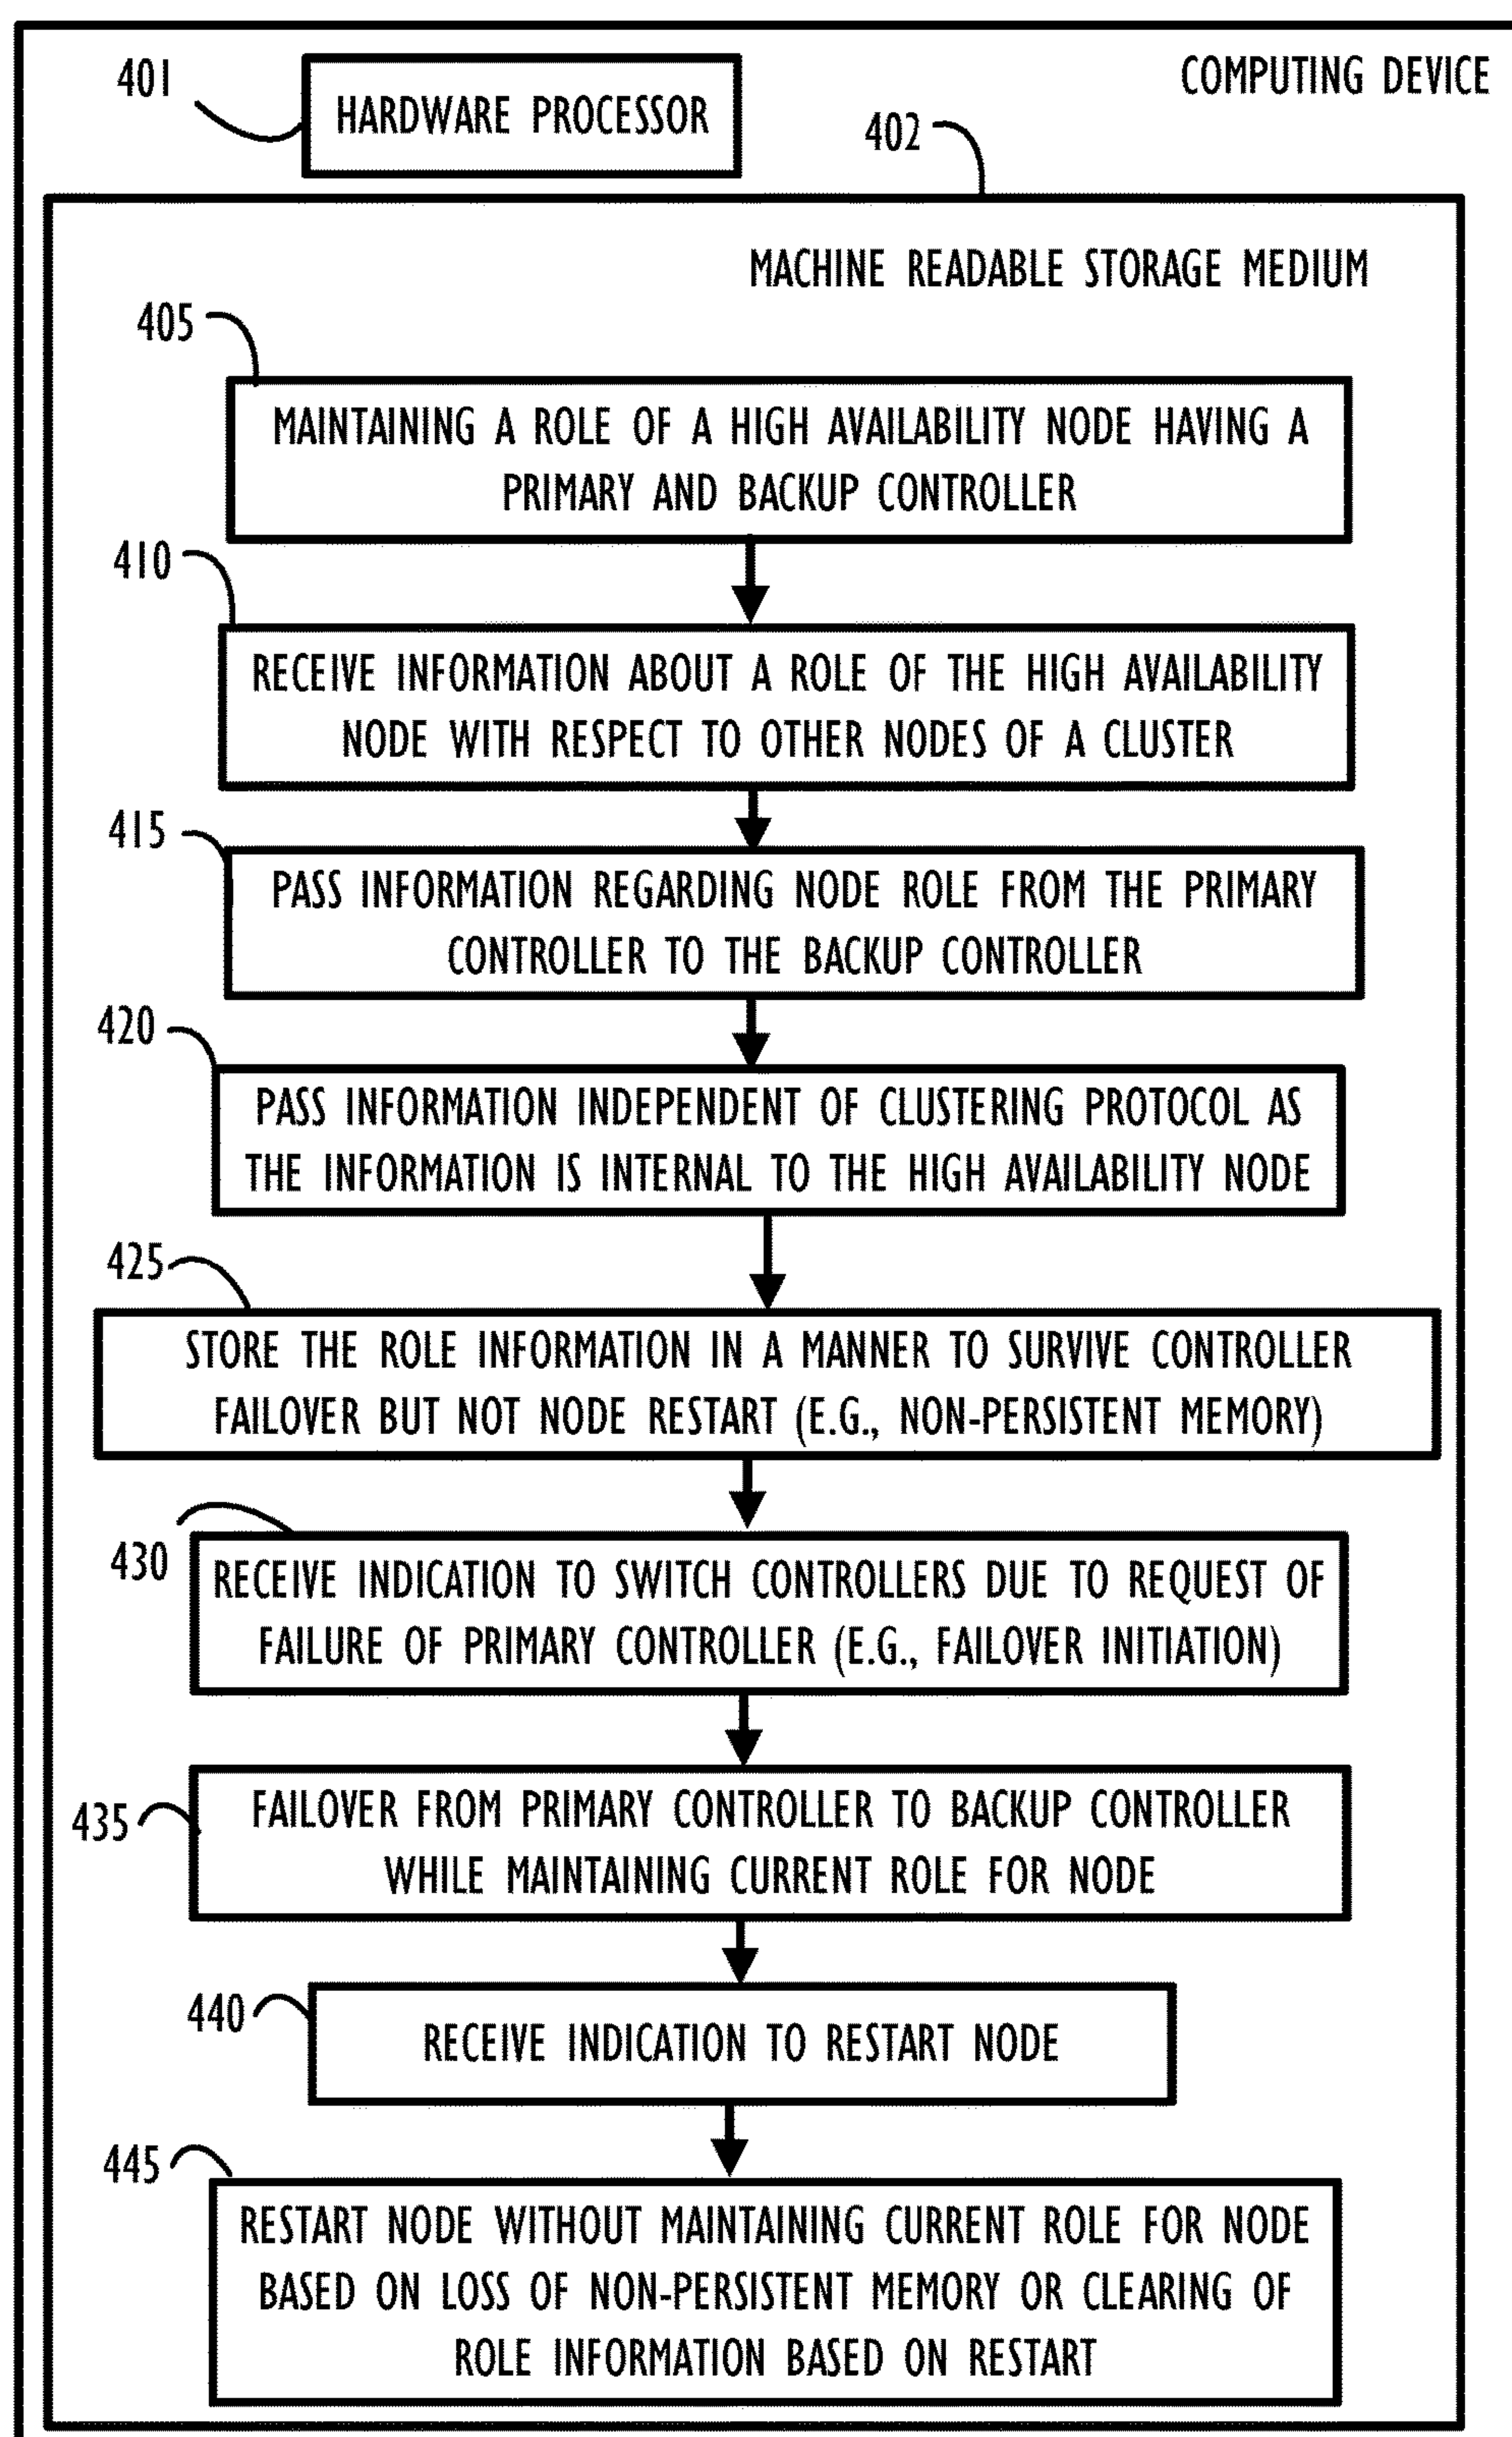 401
HARDWARE PROCESSOR
COMPUTING DEVICE
402
MACHINE READABLE STORAGE MEDIUM
405
MAINTAINING A ROLE OF A HIGH AVAILABILITY NODE HAVING A
PRIMARY AND BACKUP CONTROLLER
410
RECEIVE INFORMATION ABOUT A ROLE OF THE HIGH AVAILABILITY
NODE WITH RESPECT TO OTHER NODES OF A CLUSTER
415
PASS INFORMATION REGARDING NODE ROLE FROM THE PRIMARY
CONTROLLER TO THE BACKUP CONTROLLER
420
PASS INFORMATION INDEPENDENT OF CLUSTERING PROTOCOL AS
THE INFORMATION IS INTERNAL TO THE HIGH AVAILABILITY NODE
425
STORE THE ROLE INFORMATION IN A MANNER TO SURVIVE CONTROLLER
FAILOVER BUT NOT NODE RESTART (E.G., NON-PERSISTENT MEMORY)
430
RECEIVE INDICATION TO SWITCH CONTROLLERS DUE TO REQUEST OF
FAILURE OF PRIMARY CONTROLLER (E.G., FAILOVER INITIATION)
435
FAILOVER FROM PRIMARY CONTROLLER TO BACKUP CONTROLLER
WHILE MAINTAINING CURRENT ROLE FOR NODE
440
RECEIVE INDICATION TO RESTART NODE
445
RESTART NODE WITHOUT MAINTAINING CURRENT ROLE FOR NODE
BASED ON LOSS OF NON-PERSISTENT MEMORY OR CLEARING OF
ROLE INFORMATION BASED ON RESTART